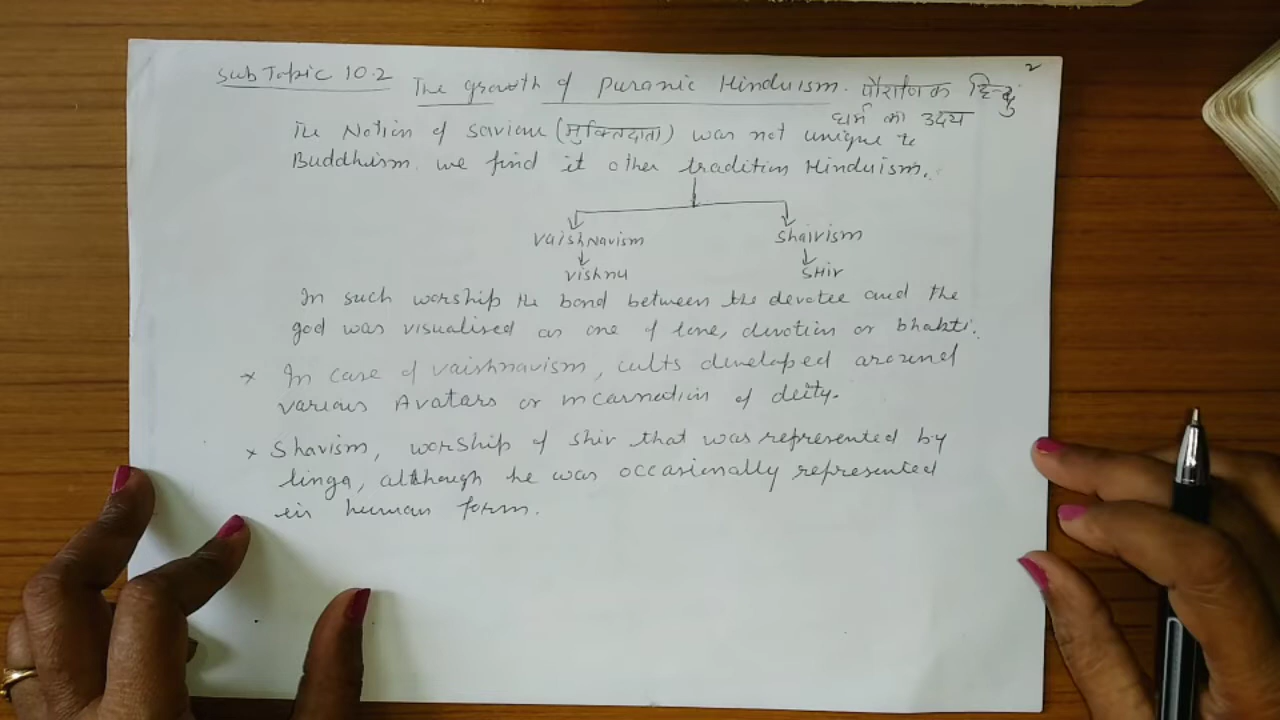 2
Sub Topic 10.2 The growth of Puranic Hinduism. पौराणिक हिन्दु
धर्म का उदय
The Notion of Saviour (मुक्तिदाता) was not unique to
Buddhism. we find it other tradition Hinduism.
Vaishnavism Shaivism
Vishnu SHIV
In such worship the bond between the devotee and the
god was visualised as one of love, devotion or bhakti.
* In case of vaishnavism, cults developed around
various Avatars or incarnation of deity.
* Shavism, worship of shiv that was represented by
linga, although he was occasionally represented
in human form.